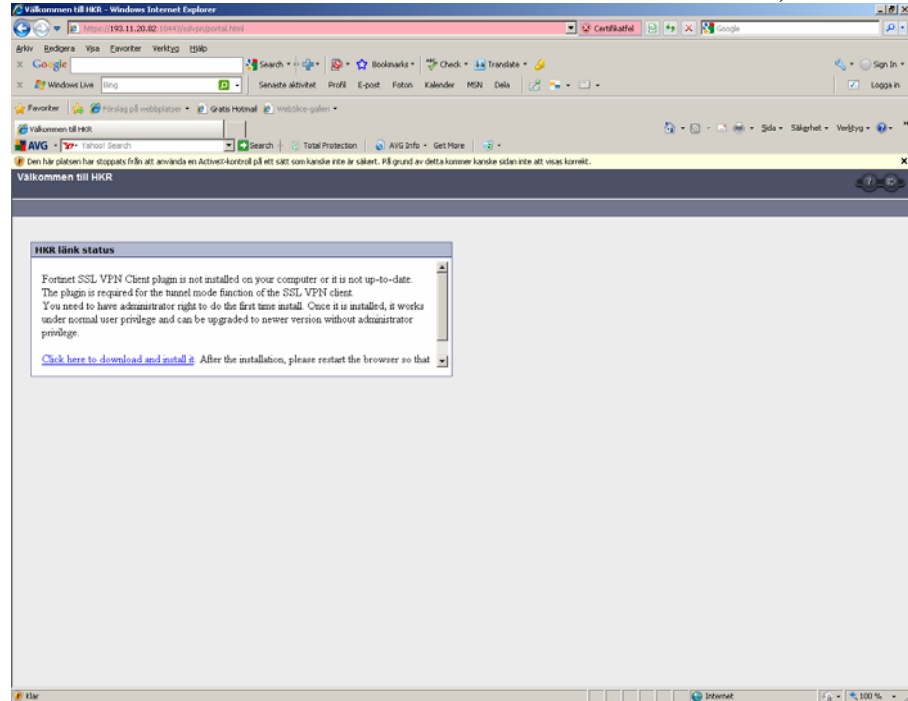 Välkommen till HKR - Windows Internet Explorer
https://193.11.20.82:10443/sslvpn/portal.html Certifikatfel Google
Arkiv Redigera Visa Favoriter Verktyg Hjälp
x Google Search Bookmarks Check Translate Sign In
x Windows Live Bing Senaste aktivitet Profil E-post Foton Kalender MSN Dela Logga in
Favoriter Förslag på webbplatser Gratis Hotmail
Välkommen till HKR Sida Säkerhet Verktyg
AVG Yahoo! Search Search Total Protection AVG Info Get More
Den här platsen har stoppats från att använda en ActiveX-kontroll på ett sätt som kanske inte är säkert. På grund av detta kommer kanske sidan inte att visas korrekt.
Välkommen till HKR
HKR länk status
Fortinet SSL VPN Client plugin is not installed on your computer or it is not up-to-date.
The plugin is required for the tunnel mode function of the SSL VPN client.
You need to have administrator right to do the first time install. Once it is installed, it works
under normal user privilege and can be upgraded to newer version without administrator
privilege.
Click here to download and install it. After the installation, please restart the browser so that
Klar Internet 100 %